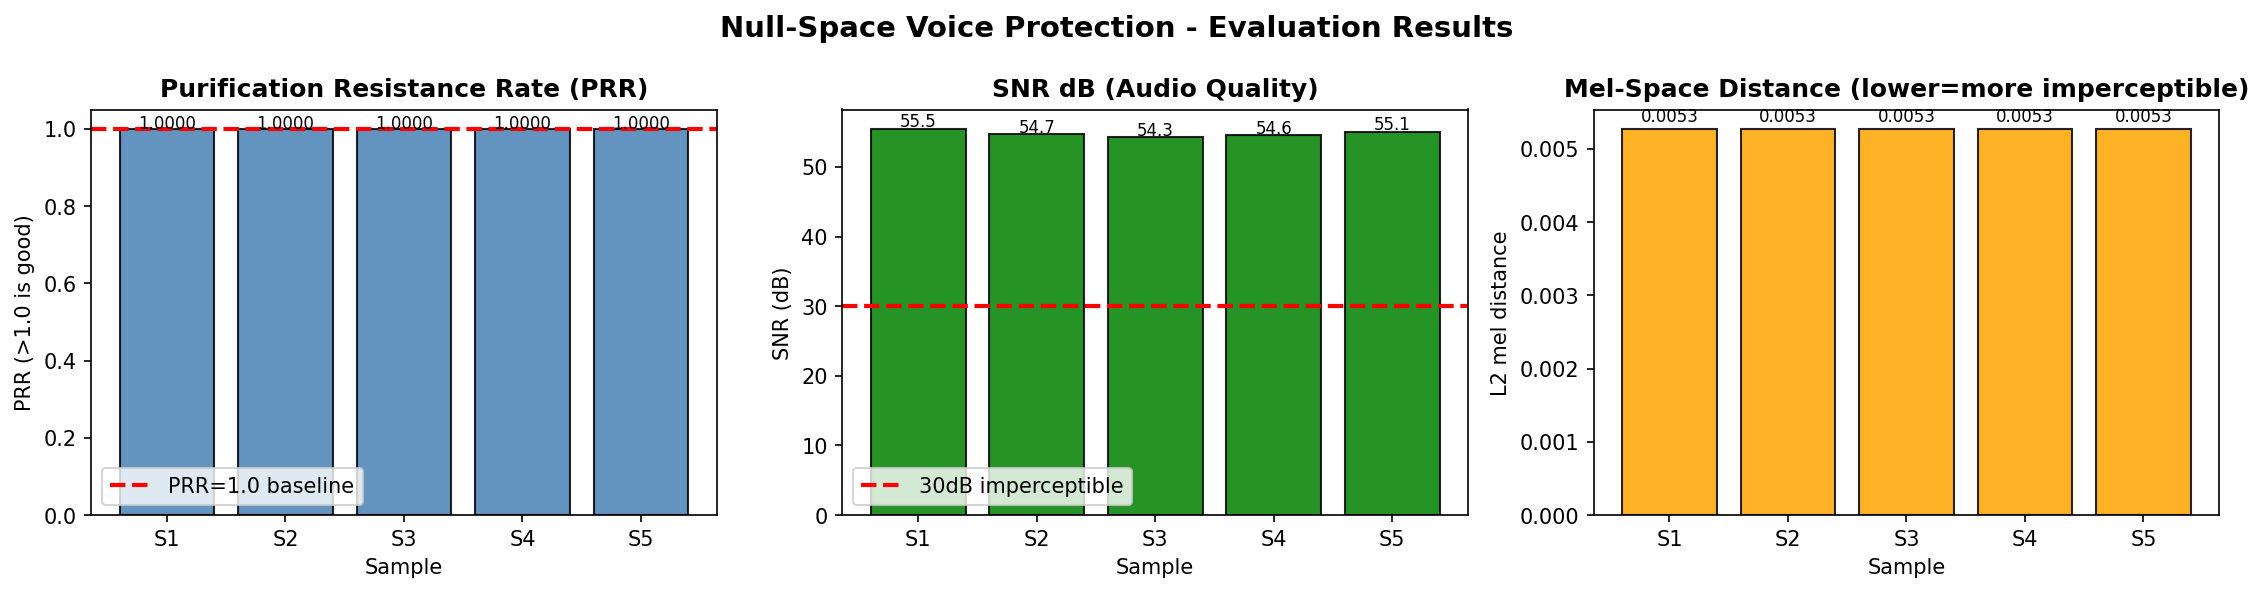 Null-Space Voice Protection - Evaluation Results
Purification Resistance Rate (PRR)
PRR (>1.0 is good)
1.0
0.8
0.6
0.4
0.2
0.0
1.0000 1.0000 1.0000 1.0000 1.0000
PRR=1.0 baseline
S1 S2 S3 S4 S5
Sample
SNR dB (Audio Quality)
SNR (dB)
50
40
30
20
10
0
55.5 54.7 54.3 54.6 55.1
30dB imperceptible
S1 S2 S3 S4 S5
Sample
Mel-Space Distance (lower=more imperceptible)
L2 mel distance
0.005
0.004
0.003
0.002
0.001
0.000
0.0053 0.0053 0.0053 0.0053 0.0053
S1 S2 S3 S4 S5
Sample